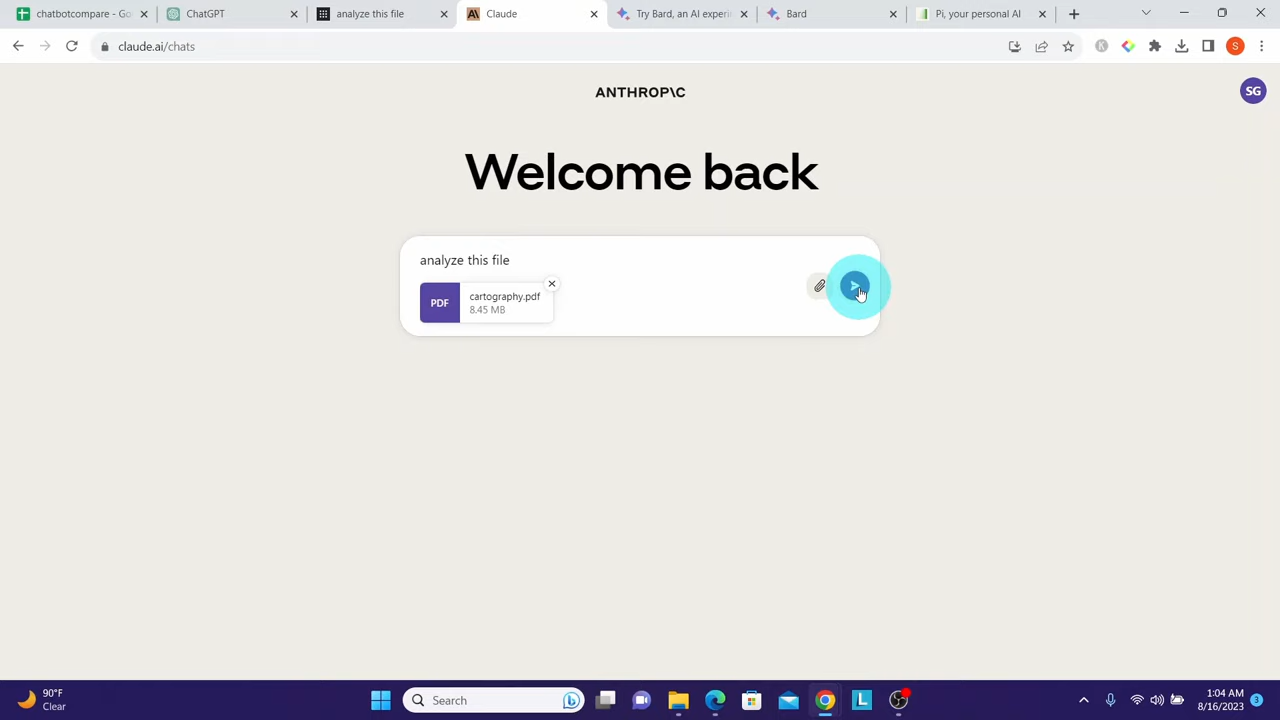 chatbotcompare - Go
ChatGPT
analyze this file
Claude
Try Bard, an AI experi
Bard
Pi, your personal AI
claude.ai/chats
K
S
ANTHROP\C
SG
Welcome back
analyze this file
PDF
cartography.pdf
8.45 MB
90°F
Clear
Search
L
1:04 AM
8/16/2023
3